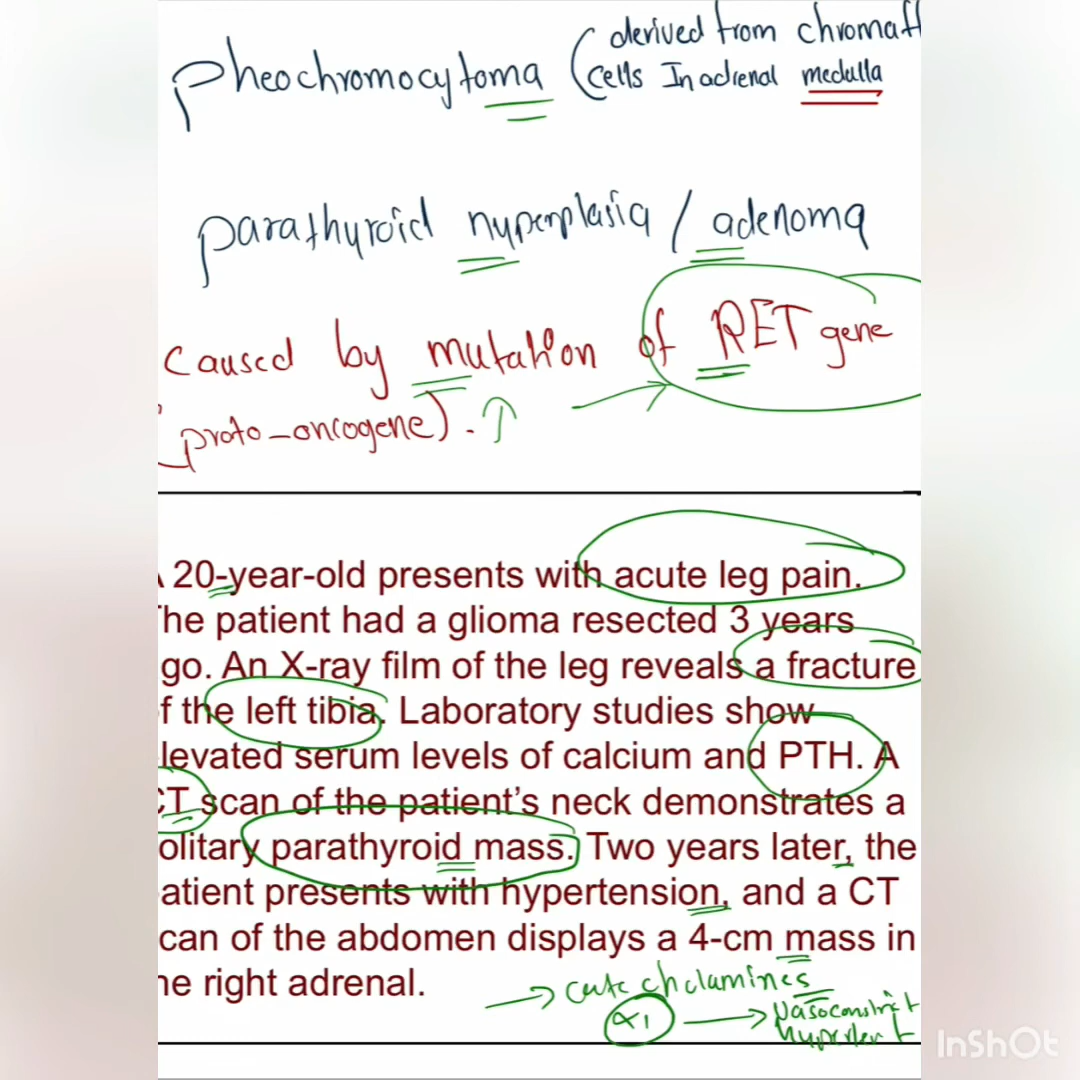 pheochromocytoma (derived from chromaff
cells In adrenal medulla
parathyroid hyperplasia / adenoma
caused by mutation of RET gene
(proto-oncogene). ↑
20-year-old presents with acute leg pain.
he patient had a glioma resected 3 years
go. An X-ray film of the leg reveals a fracture
f the left tibia. Laboratory studies show
levated serum levels of calcium and PTH. A
CT scan of the patient's neck demonstrates a
olitary parathyroid mass. Two years later, the
atient presents with hypertension, and a CT
can of the abdomen displays a 4-cm mass in
he right adrenal.
→ catecholamines
α1 → vasoconstrict
hypertent
InShOt